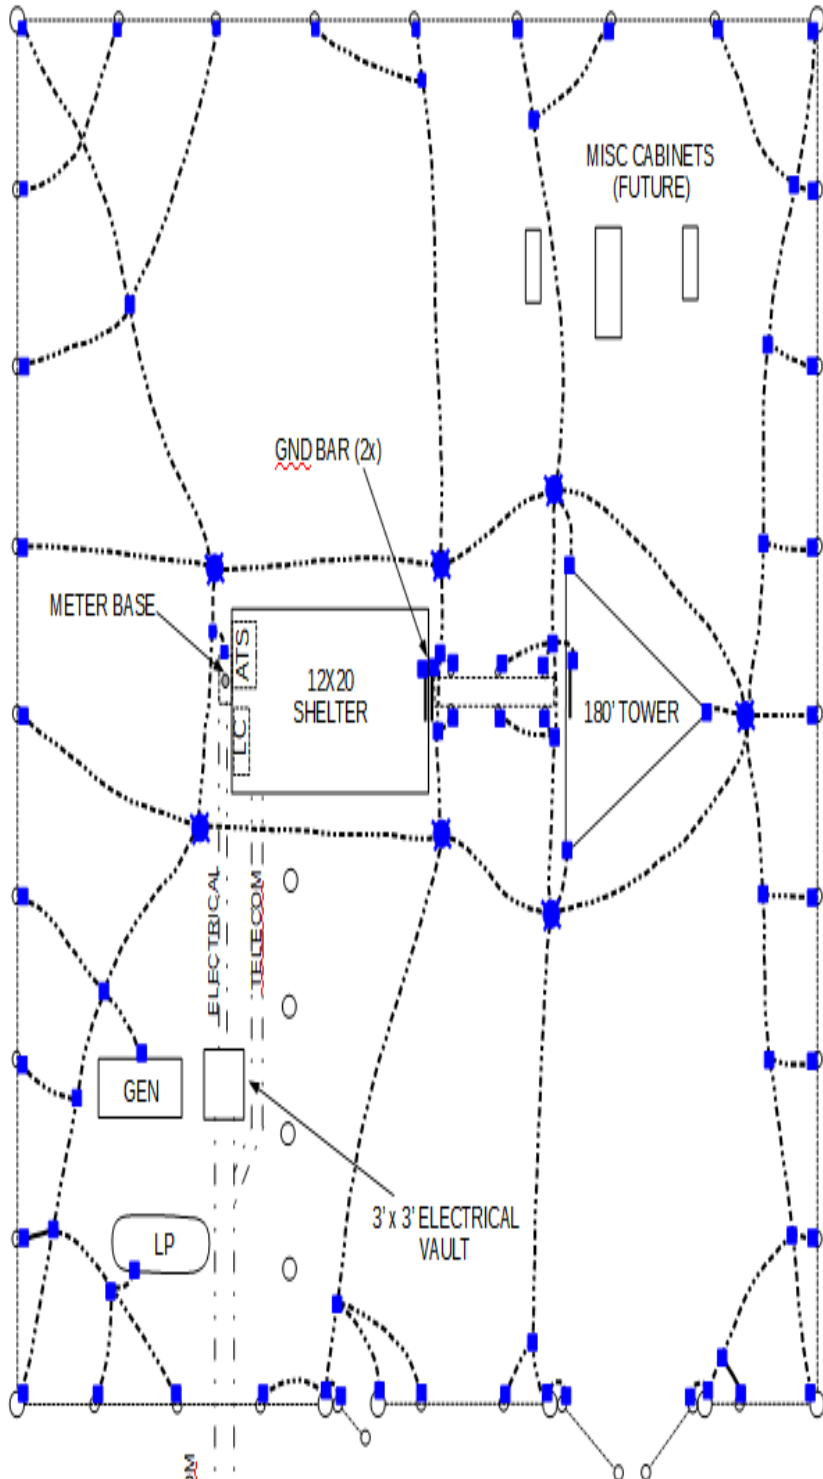 MISC CABINETS
(FUTURE)
GND BAR (2x)
METER BASE
ATS
12X20
SHELTER
LC
180' TOWER
ELECTRICAL
TELECOM
GEN
3' x 3' ELECTRICAL
VAULT
LP
OM